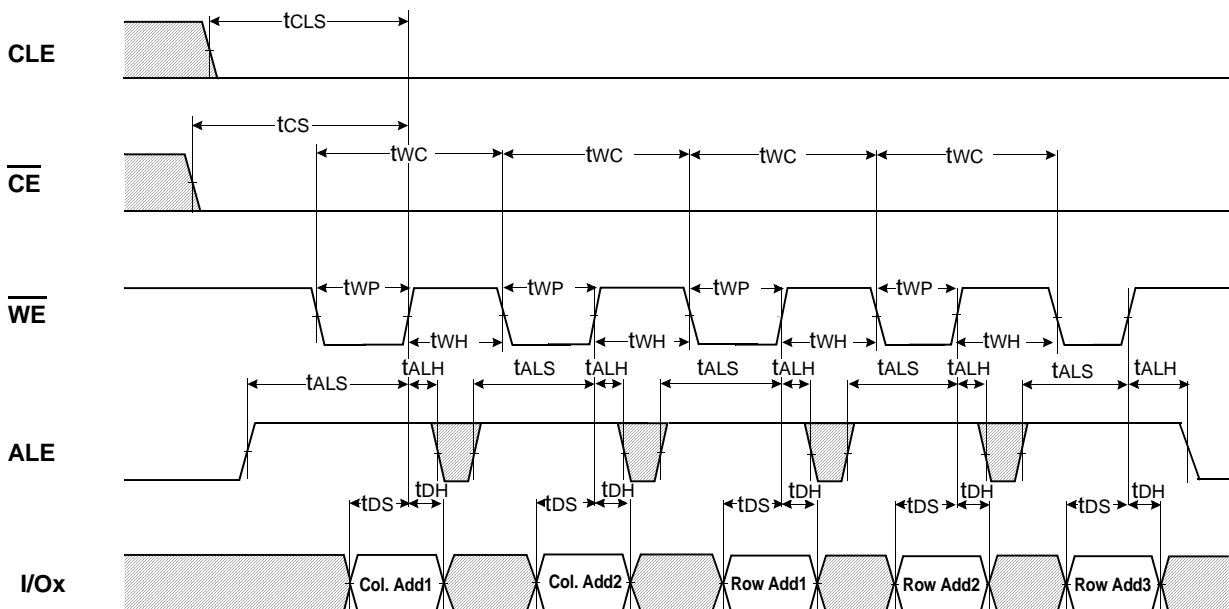 CLE
tCLS
CE
tCS
tWC tWC tWC tWC
WE
tWP tWP tWP tWP
tWH tWH tWH tWH
ALE
tALS tALH tALS tALH tALS tALH tALS tALH tALS tALH
tDS tDH tDS tDH tDS tDH tDS tDH tDS tDH
I/Ox
Col. Add1 Col. Add2 Row Add1 Row Add2 Row Add3